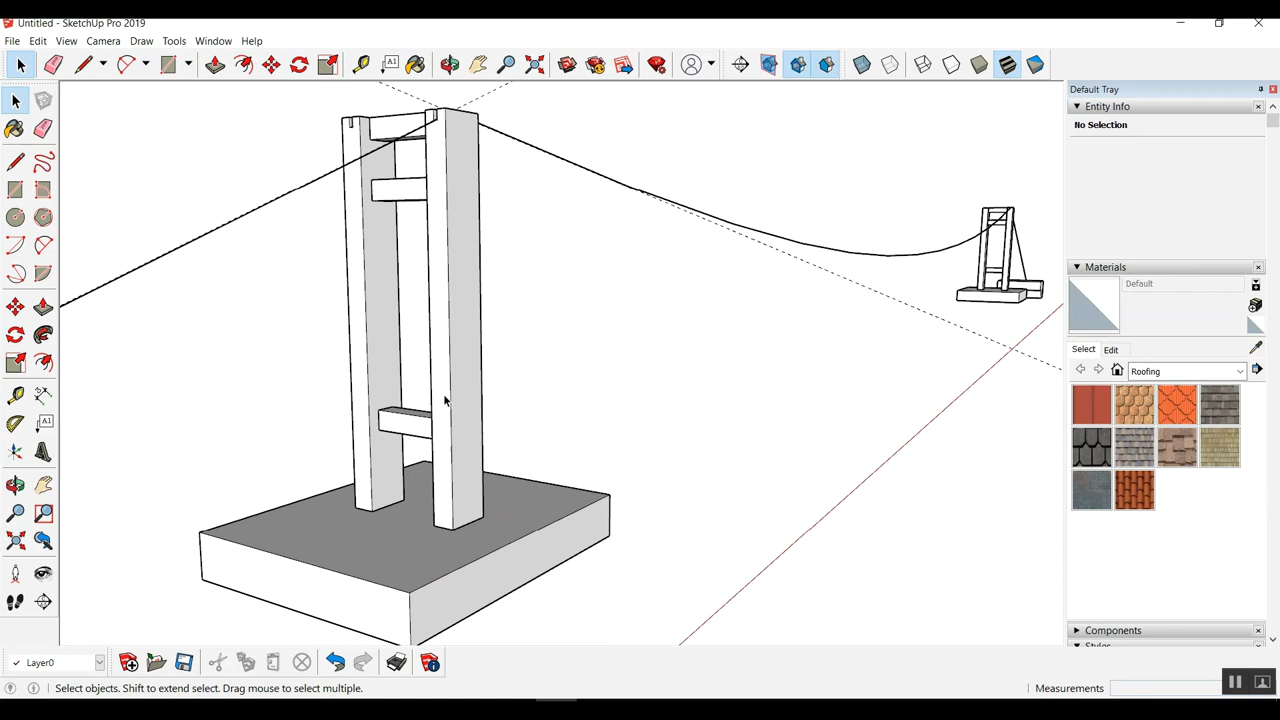 Untitled - SketchUp Pro 2019
File Edit View Camera Draw Tools Window Help
Default Tray
Entity Info
No Selection
Materials
Default
Select Edit
Roofing
Components
Layer0
Select objects. Shift to extend select. Drag mouse to select multiple.
Measurements